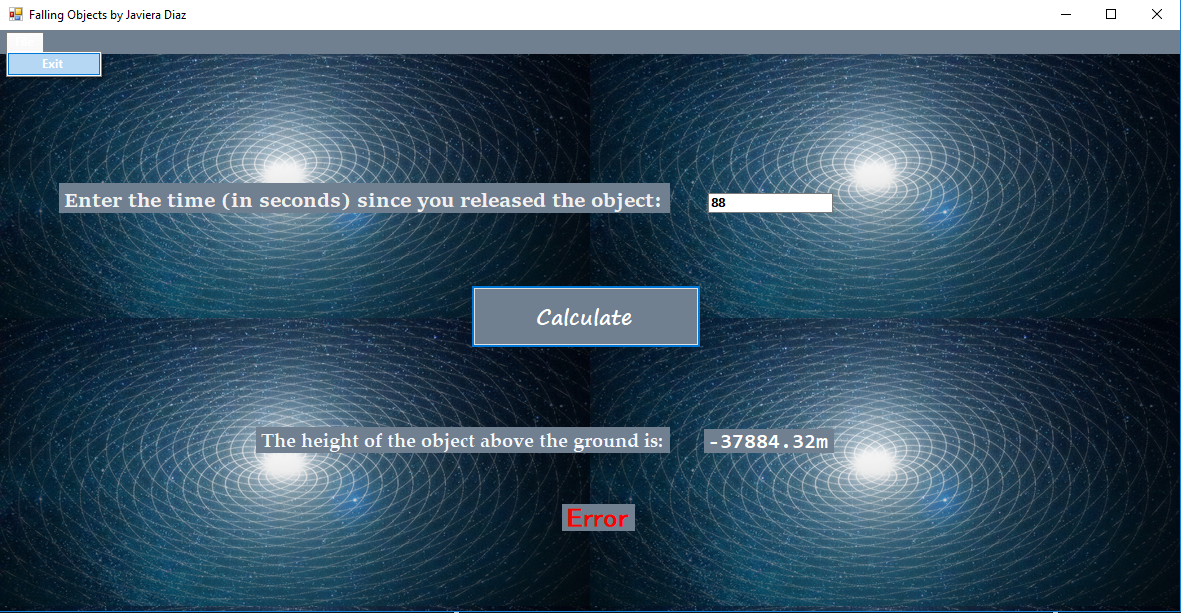 Falling Objects by Javiera Diaz
Exit
Enter the time (in seconds) since you released the object:
88
Calculate
The height of the object above the ground is:
-37884.32m
Error